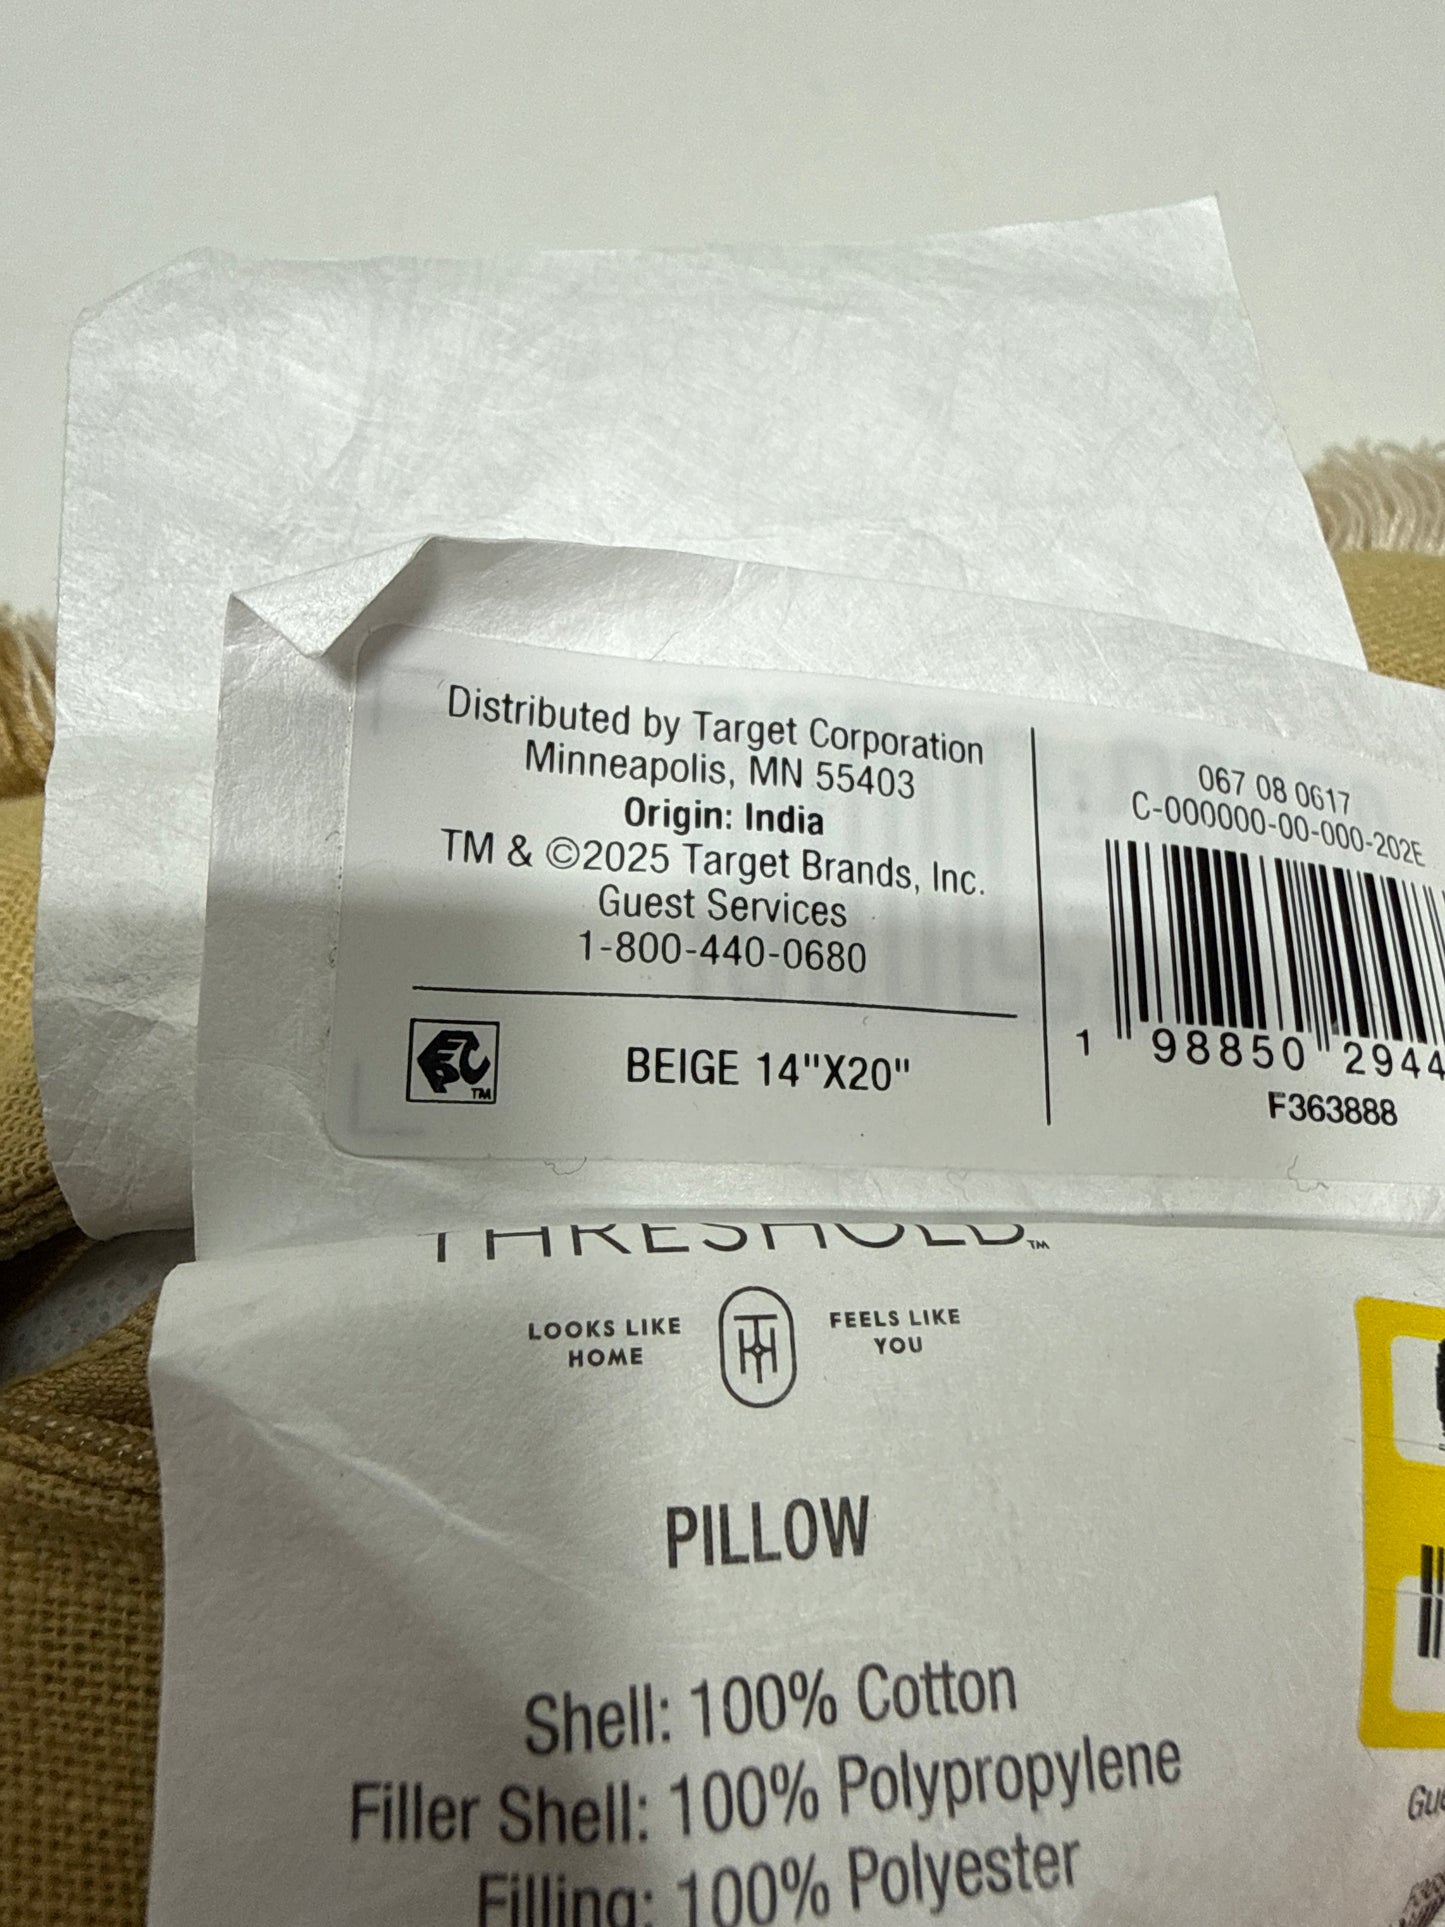 Distributed by Target Corporation
Minneapolis, MN 55403
Origin: India
TM & ©2025 Target Brands, Inc.
Guest Services
1-800-440-0680
BEIGE 14"X20"
067 08 0617
C-000000-00-000-202E
1 98850 2944
F363888
THRESHOLD™
LOOKS LIKE
HOME
FEELS LIKE
YOU
PILLOW
Shell: 100% Cotton
Filler Shell: 100% Polypropylene
Filling: 100% Polyester